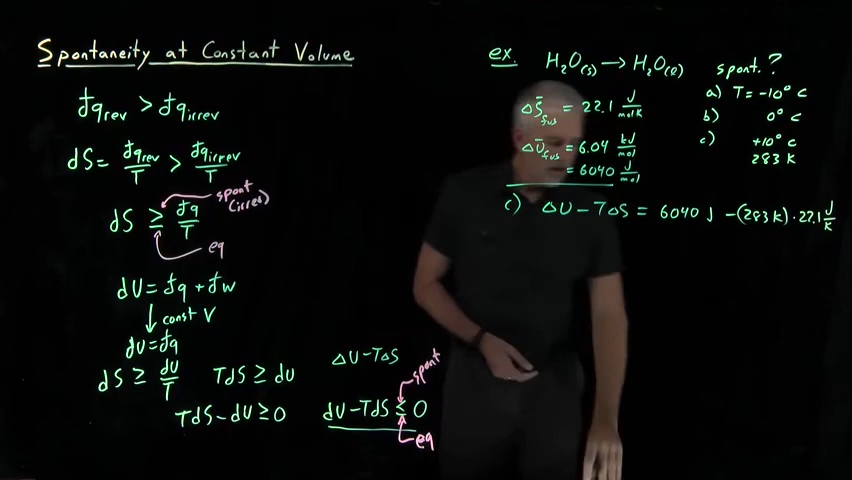 Spontaneity at Constant Volume
đq_rev > đq_irrev
dS = đq_rev/T > đq_irrev/T
spont (irrev)
dS ≥ đq/T
eq
dU = đq + đw
↓ const V
dU = đq
dS ≥ dU/T TdS ≥ dU
TdS - dU ≥ 0
ΔU - TΔS
spont
dU - TdS ≤ 0
eq
ex. H₂O(s) → H₂O(ℓ) spont.?
a) T = -10° C
b) 0° C
c) +10° C
283 K
ΔS̄_fus = 22.1 J/mol K
ΔŪ_fus = 6.04 kJ/mol
= 6040 J/mol
c) ΔU - TΔS = 6040 J - (283 K) · 22.1 J/K